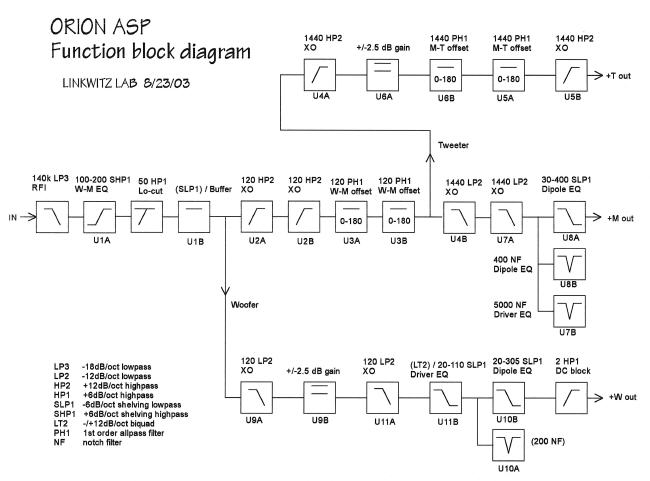 ORION ASP
Function block diagram
LINKWITZ LAB 8/23/03
1440 HP2 XO
+/-2.5 dB gain
1440 PH1 M-T offset
1440 PH1 M-T offset
1440 HP2 XO
0-180
0-180
+T out
U4A
U6A
U6B
U5A
U5B
Tweeter
140k LP3 RFI
100-200 SHP1 W-M EQ
50 HP1 Lo-cut
(SLP1) / Buffer
120 HP2 XO
120 HP2 XO
120 PH1 W-M offset
120 PH1 W-M offset
1440 LP2 XO
1440 LP2 XO
30-400 SLP1 Dipole EQ
IN
0-180
0-180
+M out
U1A
U1B
U2A
U2B
U3A
U3B
U4B
U7A
U8A
400 NF Dipole EQ
U8B
5000 NF Driver EQ
U7B
Woofer
120 LP2 XO
+/-2.5 dB gain
120 LP2 XO
(LT2) / 20-110 SLP1 Driver EQ
20-305 SLP1 Dipole EQ
2 HP1 DC block
+W out
U9A
U9B
U11A
U11B
U10B
(200 NF)
U10A
LP3 -18dB/oct lowpass
LP2 -12dB/oct lowpass
HP2 +12dB/oct highpass
HP1 +6dB/oct highpass
SLP1 -6dB/oct shelving lowpass
SHP1 +6dB/oct shelving highpass
LT2 -/+12dB/oct biquad
PH1 1st order allpass filter
NF notch filter